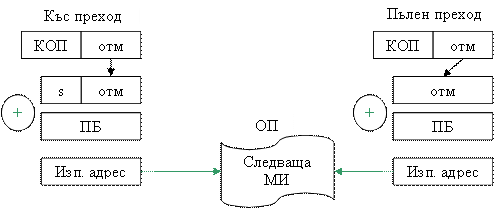 Къс преход
Пълен преход
КОП отм
КОП отм
s отм
отм
+
+
ПБ
ПБ
ОП
Изп. адрес
Следваща
МИ
Изп. адрес